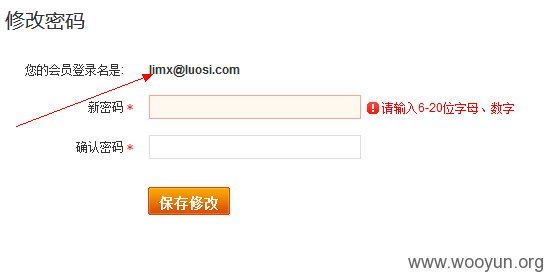 修改密码
您的会员登录名是: limx@luosi.com
新密码 * 请输入6-20位字母、数字
确认密码 *
保存修改
www.wooyun.org